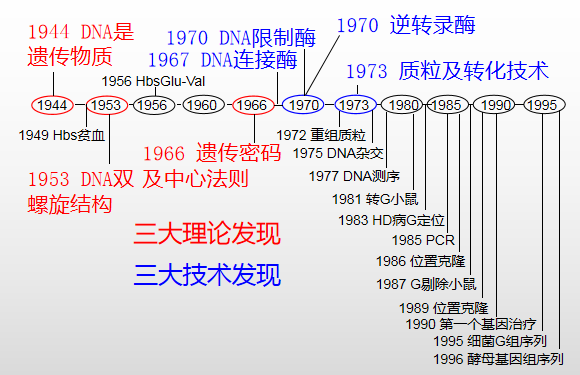 1944 DNA是
遗传物质
1970 DNA限制酶
1970 逆转录酶
1967 DNA连接酶
1956 HbsGlu-Val
1973 质粒及转化技术
1944 1953 1956 1960 1966 1970 1973 1980 1985 1990 1995
1949 Hbs贫血
1972 重组质粒
1966 遗传密码
及中心法则
1975 DNA杂交
1953 DNA双
螺旋结构
1977 DNA测序
1981 转G小鼠
1983 HD病G定位
三大理论发现
1985 PCR
1986 位置克隆
三大技术发现
1987 G剔除小鼠
1989 位置克隆
1990 第一个基因治疗
1995 细菌G组序列
1996 酵母基因组序列